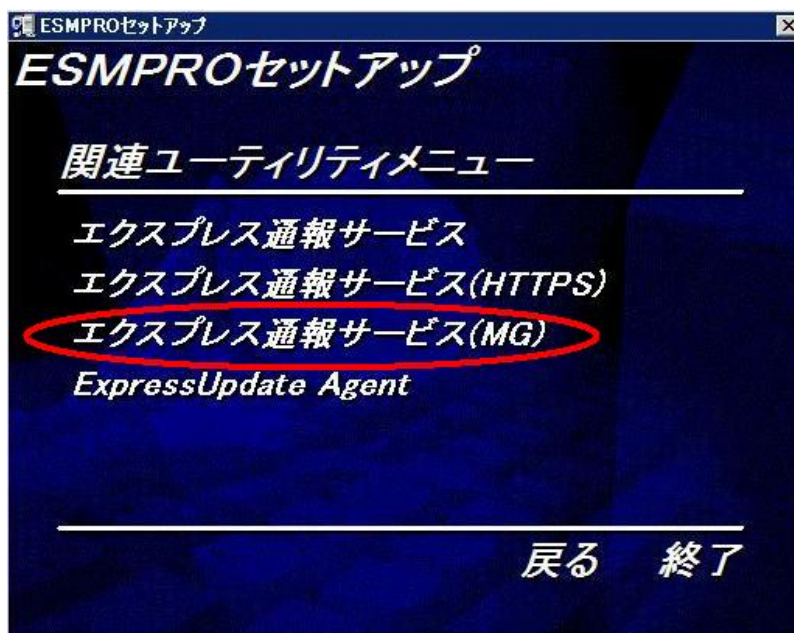 ESMPROセットアップ
ESMPROセットアップ
関連ユーティリティメニュー
エクスプレス通報サービス
エクスプレス通報サービス(HTTPS)
エクスプレス通報サービス(MG)
ExpressUpdate Agent
戻る 終了